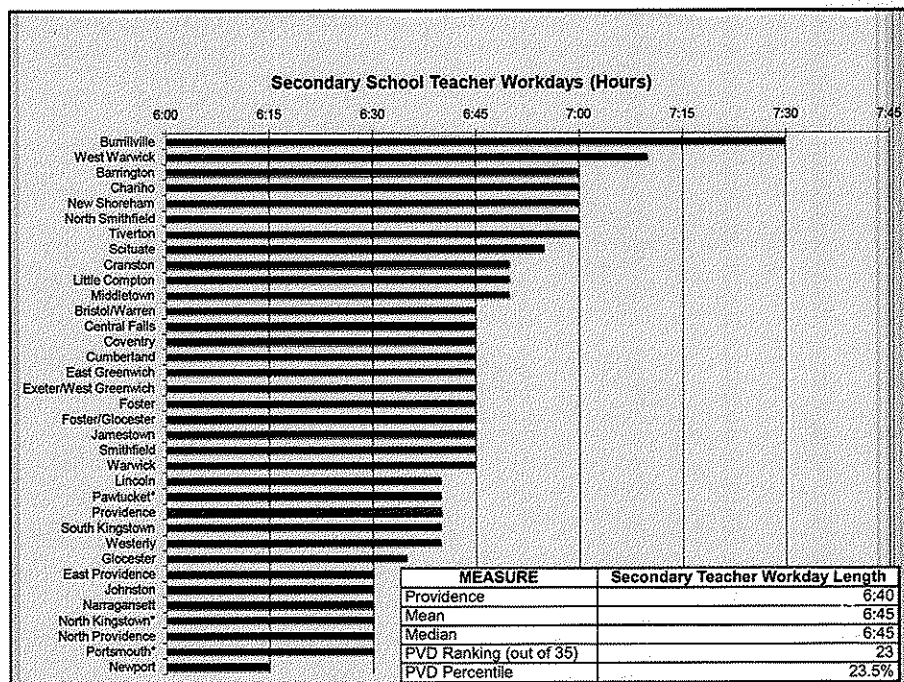 Secondary School Teacher Workdays (Hours)
6:00 6:15 6:30 6:45 7:00 7:15 7:30 7:45
Burrillville
West Warwick
Barrington
Chariho
New Shoreham
North Smithfield
Tiverton
Scituate
Cranston
Little Compton
Middletown
Bristol/Warren
Central Falls
Coventry
Cumberland
East Greenwich
Exeter/West Greenwich
Foster
Foster/Glocester
Jamestown
Smithfield
Warwick
Lincoln
Pawtucket*
Providence
South Kingstown
Westerly
Glocester
East Providence
Johnston
Narragansett
North Kingstown*
North Providence
Portsmouth*
Newport
MEASURE Secondary Teacher Workday Length
Providence 6:40
Mean 6:45
Median 6:45
PVD Ranking (out of 35) 23
PVD Percentile 23.5%